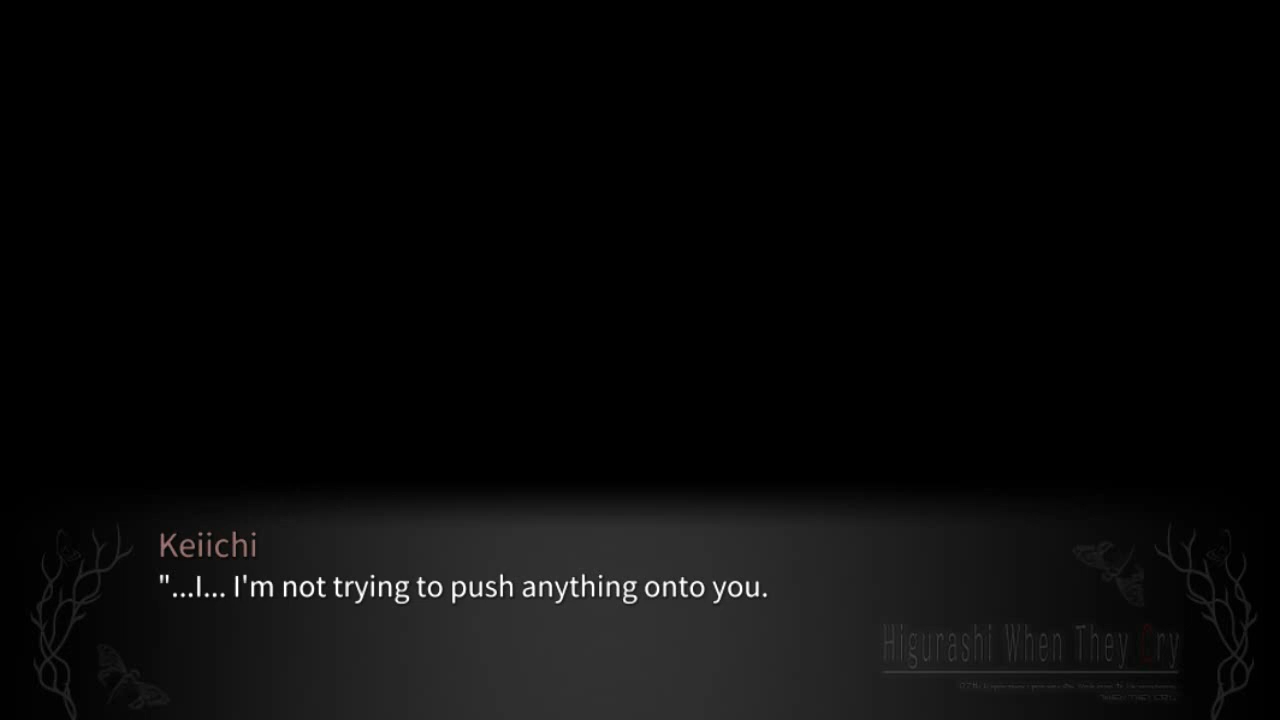 Keiichi
"...I... I'm not trying to push anything onto you.
Higurashi When They Cry